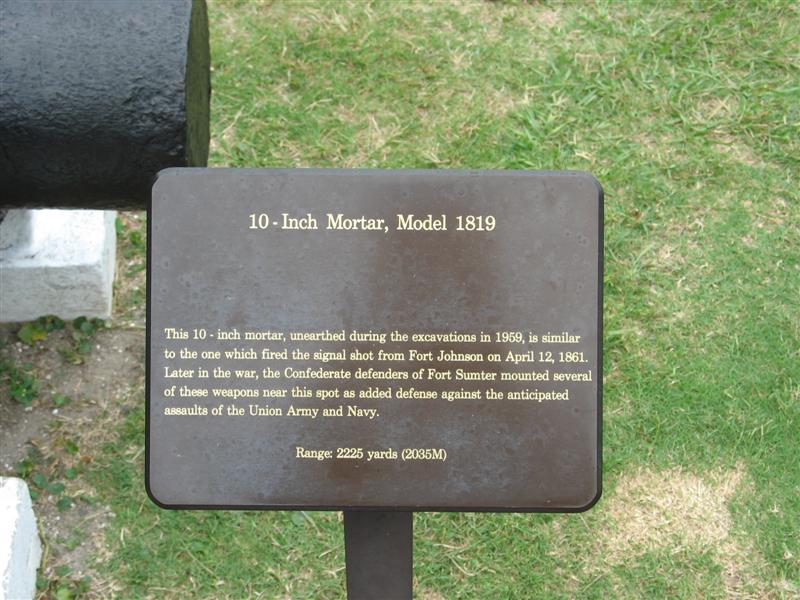 10 - Inch Mortar, Model 1819
This 10 - inch mortar, unearthed during the excavations in 1959, is similar
to the one which fired the signal shot from Fort Johnson on April 12, 1861.
Later in the war, the Confederate defenders of Fort Sumter mounted several
of these weapons near this spot as added defense against the anticipated
assaults of the Union Army and Navy.
Range: 2225 yards (2035M)